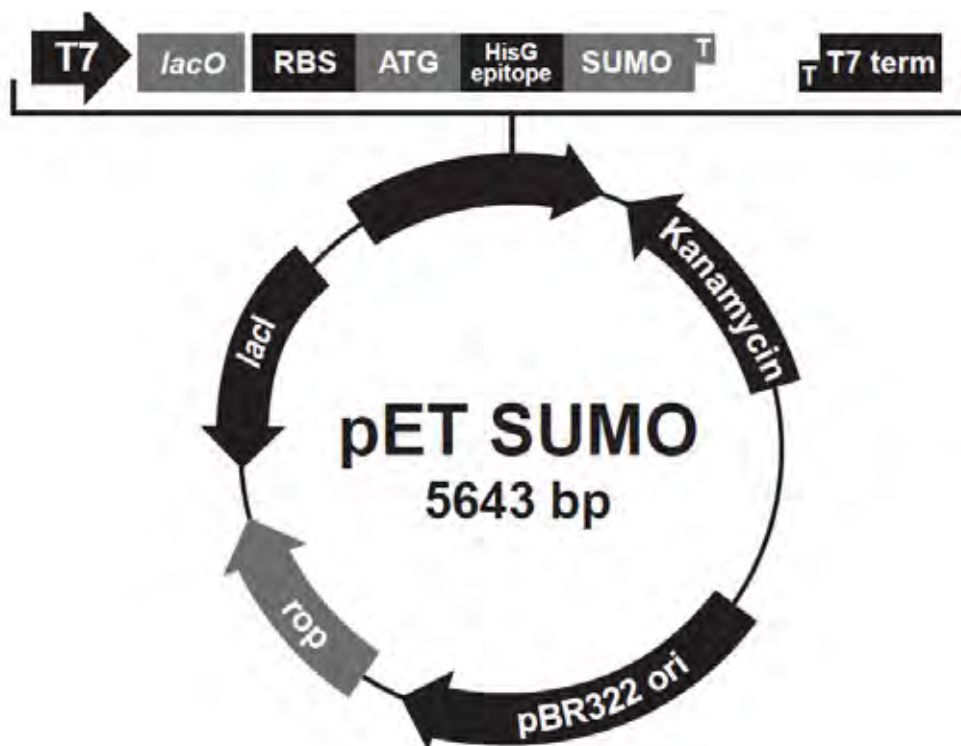 T7
lacO
RBS
ATG
HisG
epitope
SUMO
T
T
T7 term
Kanamycin
lacI
pET SUMO
5643 bp
rop
pBR322 ori